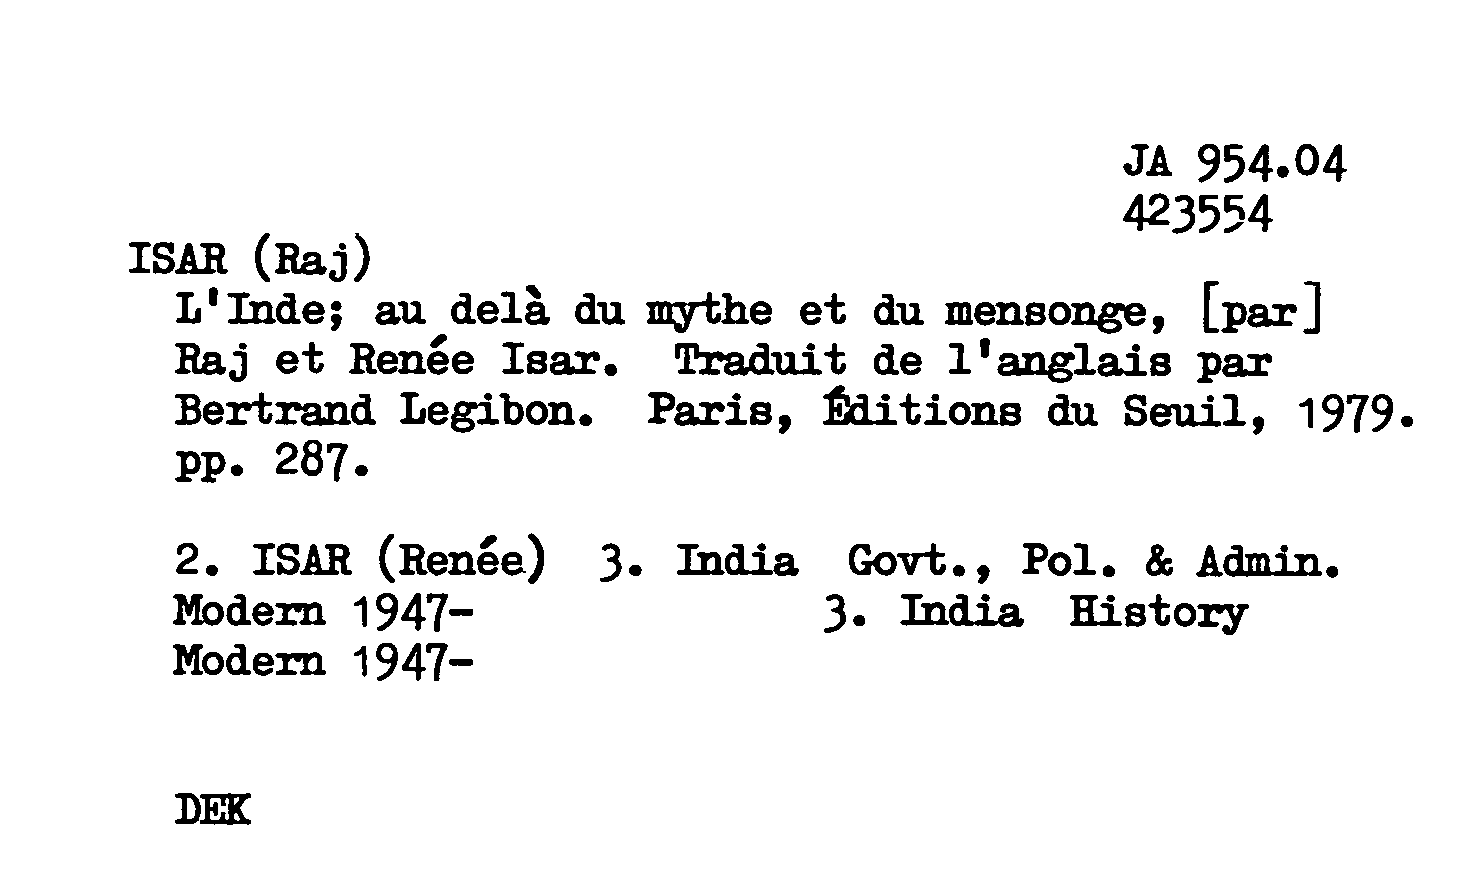 JA 954.04
423554
ISAR (Raj)
L'Inde; au delà du mythe et du mensonge, [par]
Raj et Renée Isar. Traduit de l'anglais par
Bertrand Legibon. Paris, Éditions du Seuil, 1979.
pp. 287.
2. ISAR (Renée) 3. India Govt., Pol. & Admin.
Modern 1947- 3. India History
Modern 1947-
DEK